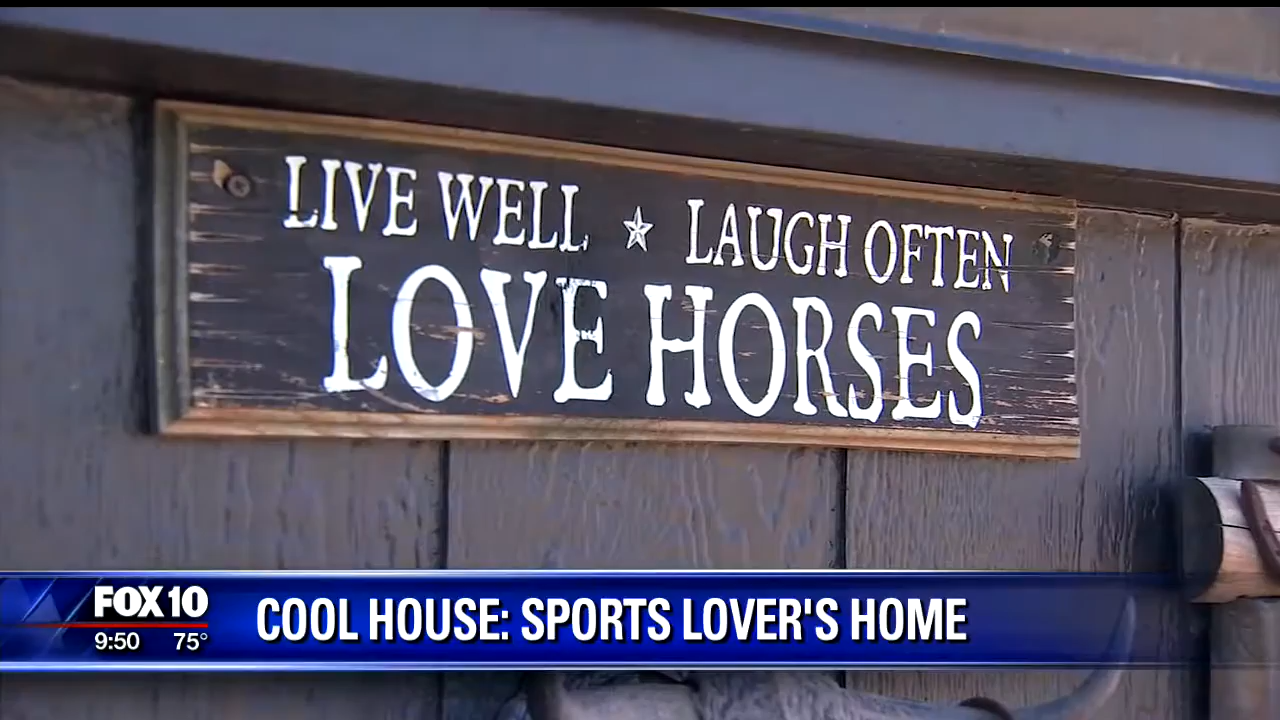 LIVE WELL ★ LAUGH OFTEN
LOVE HORSES
FOX 10
9:50 75°
COOL HOUSE: SPORTS LOVER'S HOME